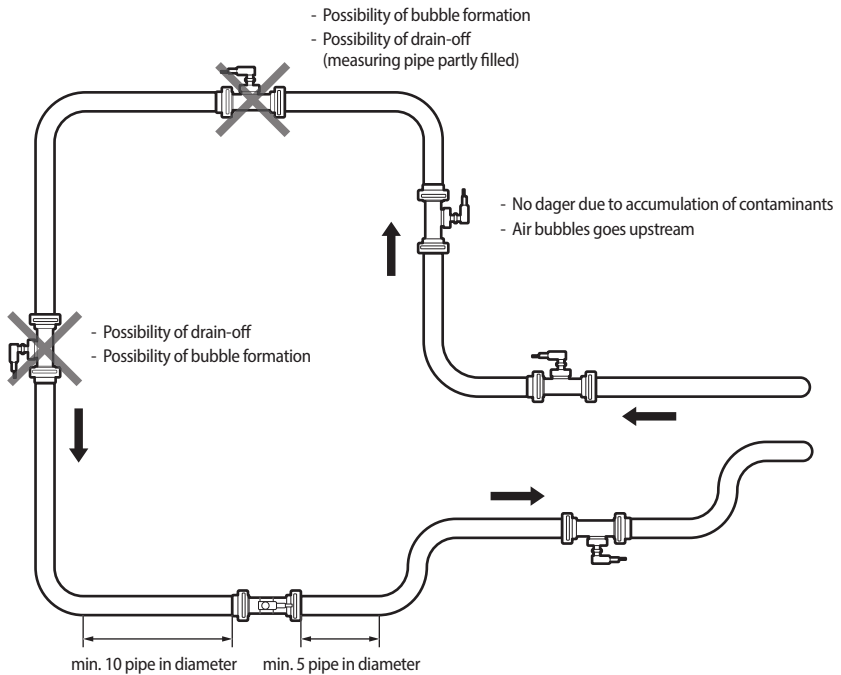 - Possibility of bubble formation
- Possibility of drain-off
(measuring pipe partly filled)
- No dager due to accumulation of contaminants
- Air bubbles goes upstream
- Possibility of drain-off
- Possibility of bubble formation
min. 10 pipe in diameter
min. 5 pipe in diameter